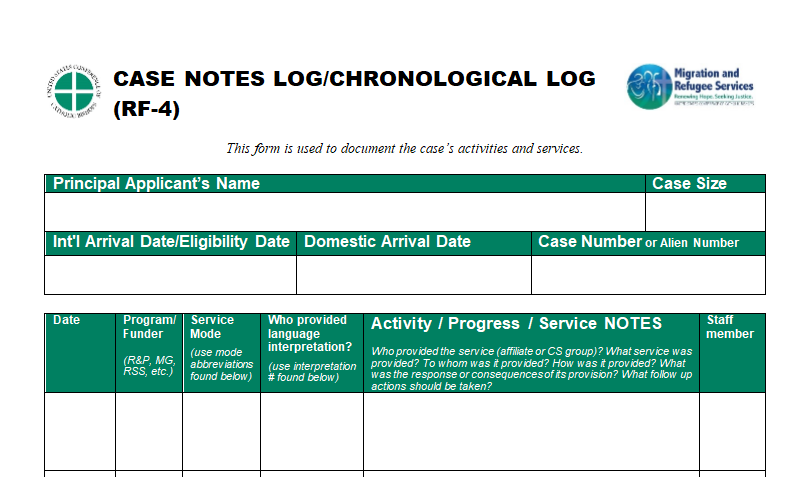 UNITED STATES CONFERENCE OF CATHOLIC BISHOPS
CASE NOTES LOG/CHRONOLOGICAL LOG
(RF-4)
Migration and
Refugee Services
Renewing Hope. Seeking Justice.
This form is used to document the case's activities and services.
Principal Applicant's Name
Case Size
Int'l Arrival Date/Eligibility Date
Domestic Arrival Date
Case Number or Alien Number
Date
Program/
Funder
(R&P, MG,
RSS, etc.)
Service
Mode
(use mode
abbreviations
found below)
Who provided
language
interpretation?
(use interpretation
# found below)
Activity / Progress / Service NOTES
Who provided the service (affiliate or CS group)? What service was
provided? To whom was it provided? How was it provided? What
was the response or consequences of its provision? What follow up
actions should be taken?
Staff
member